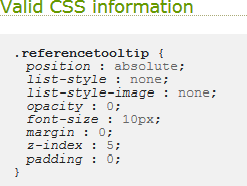 Valid CSS information
.referencetooltip {
position : absolute;
list-style : none;
list-style-image : none;
opacity : 0;
font-size : 10px;
margin : 0;
z-index : 5;
padding : 0;
}